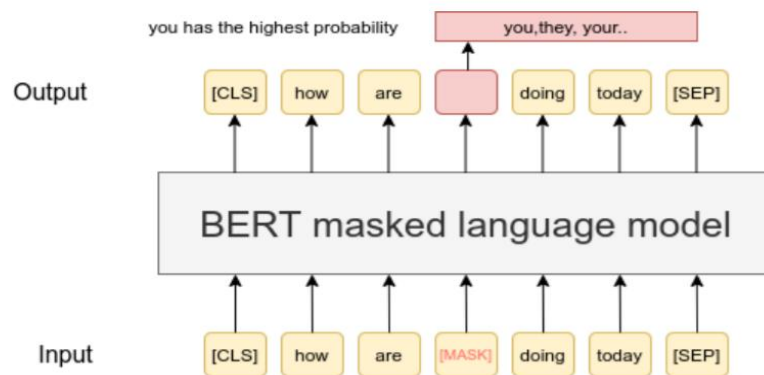 you has the highest probability you,they, your..
Output [CLS] how are doing today [SEP]
BERT masked language model
Input [CLS] how are [MASK] doing today [SEP]